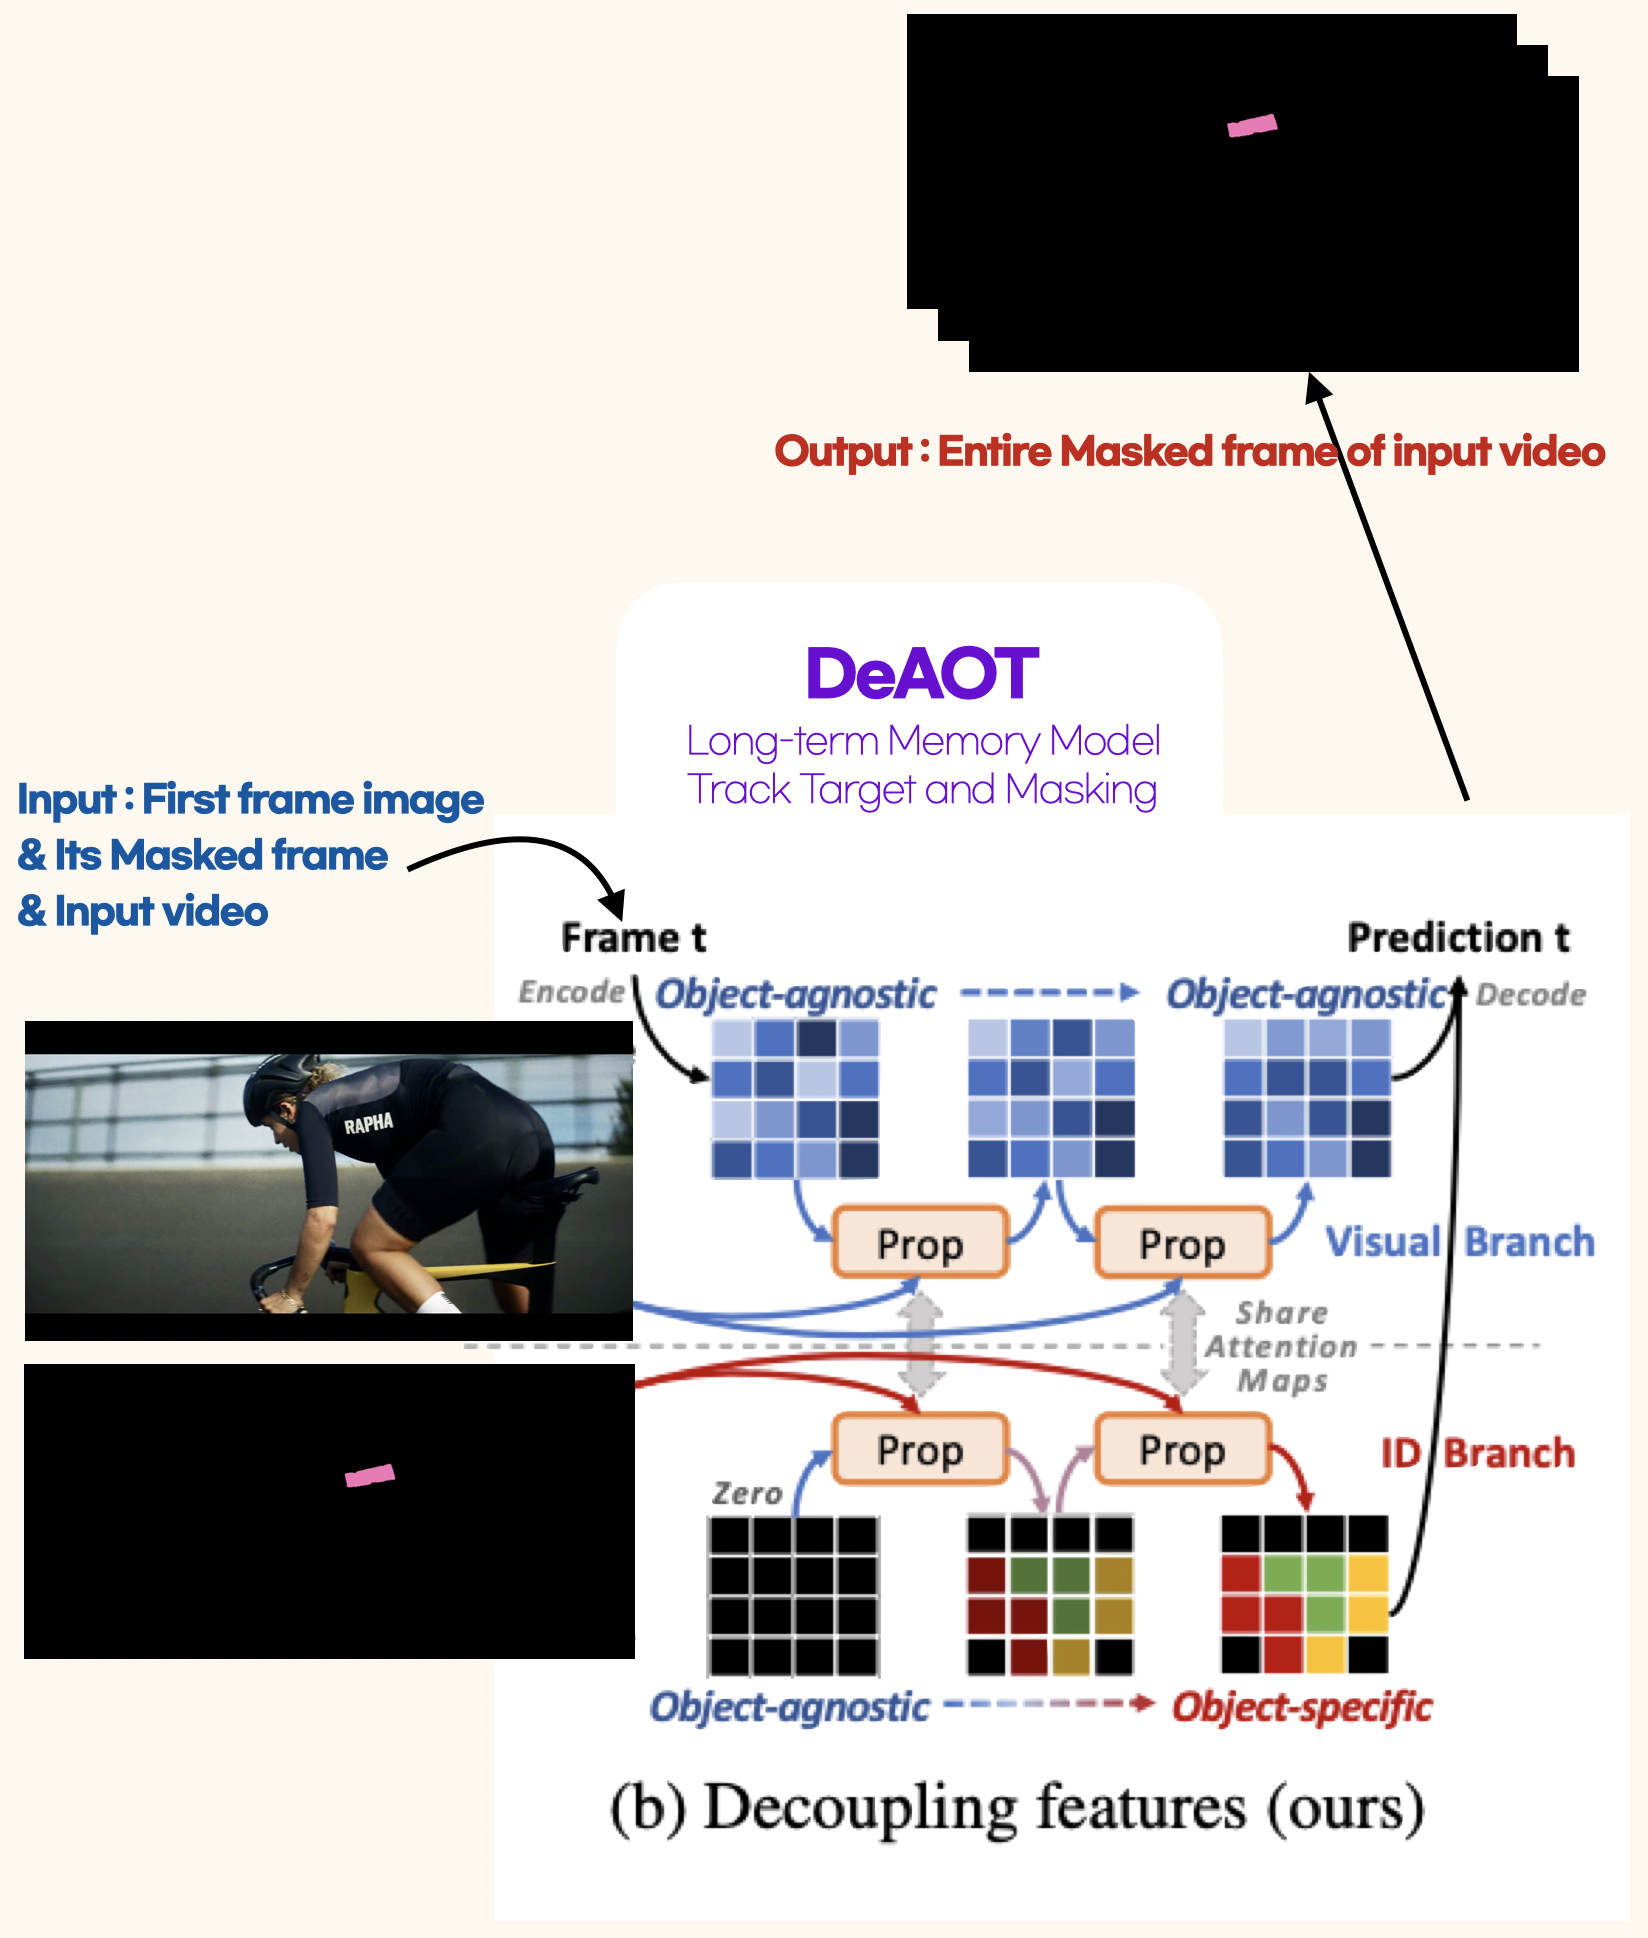 Output : Entire Masked frame of input video
DeAOT
Long-term Memory Model
Track Target and Masking
Input : First frame image
& Its Masked frame
& Input video
Frame t
Prediction t
Encode
Object-agnostic
Object-agnostic
Decode
RAPHA
Prop
Prop
Visual Branch
Share
Attention
Maps
Prop
Prop
ID Branch
Zero
Object-agnostic
Object-specific
(b) Decoupling features (ours)